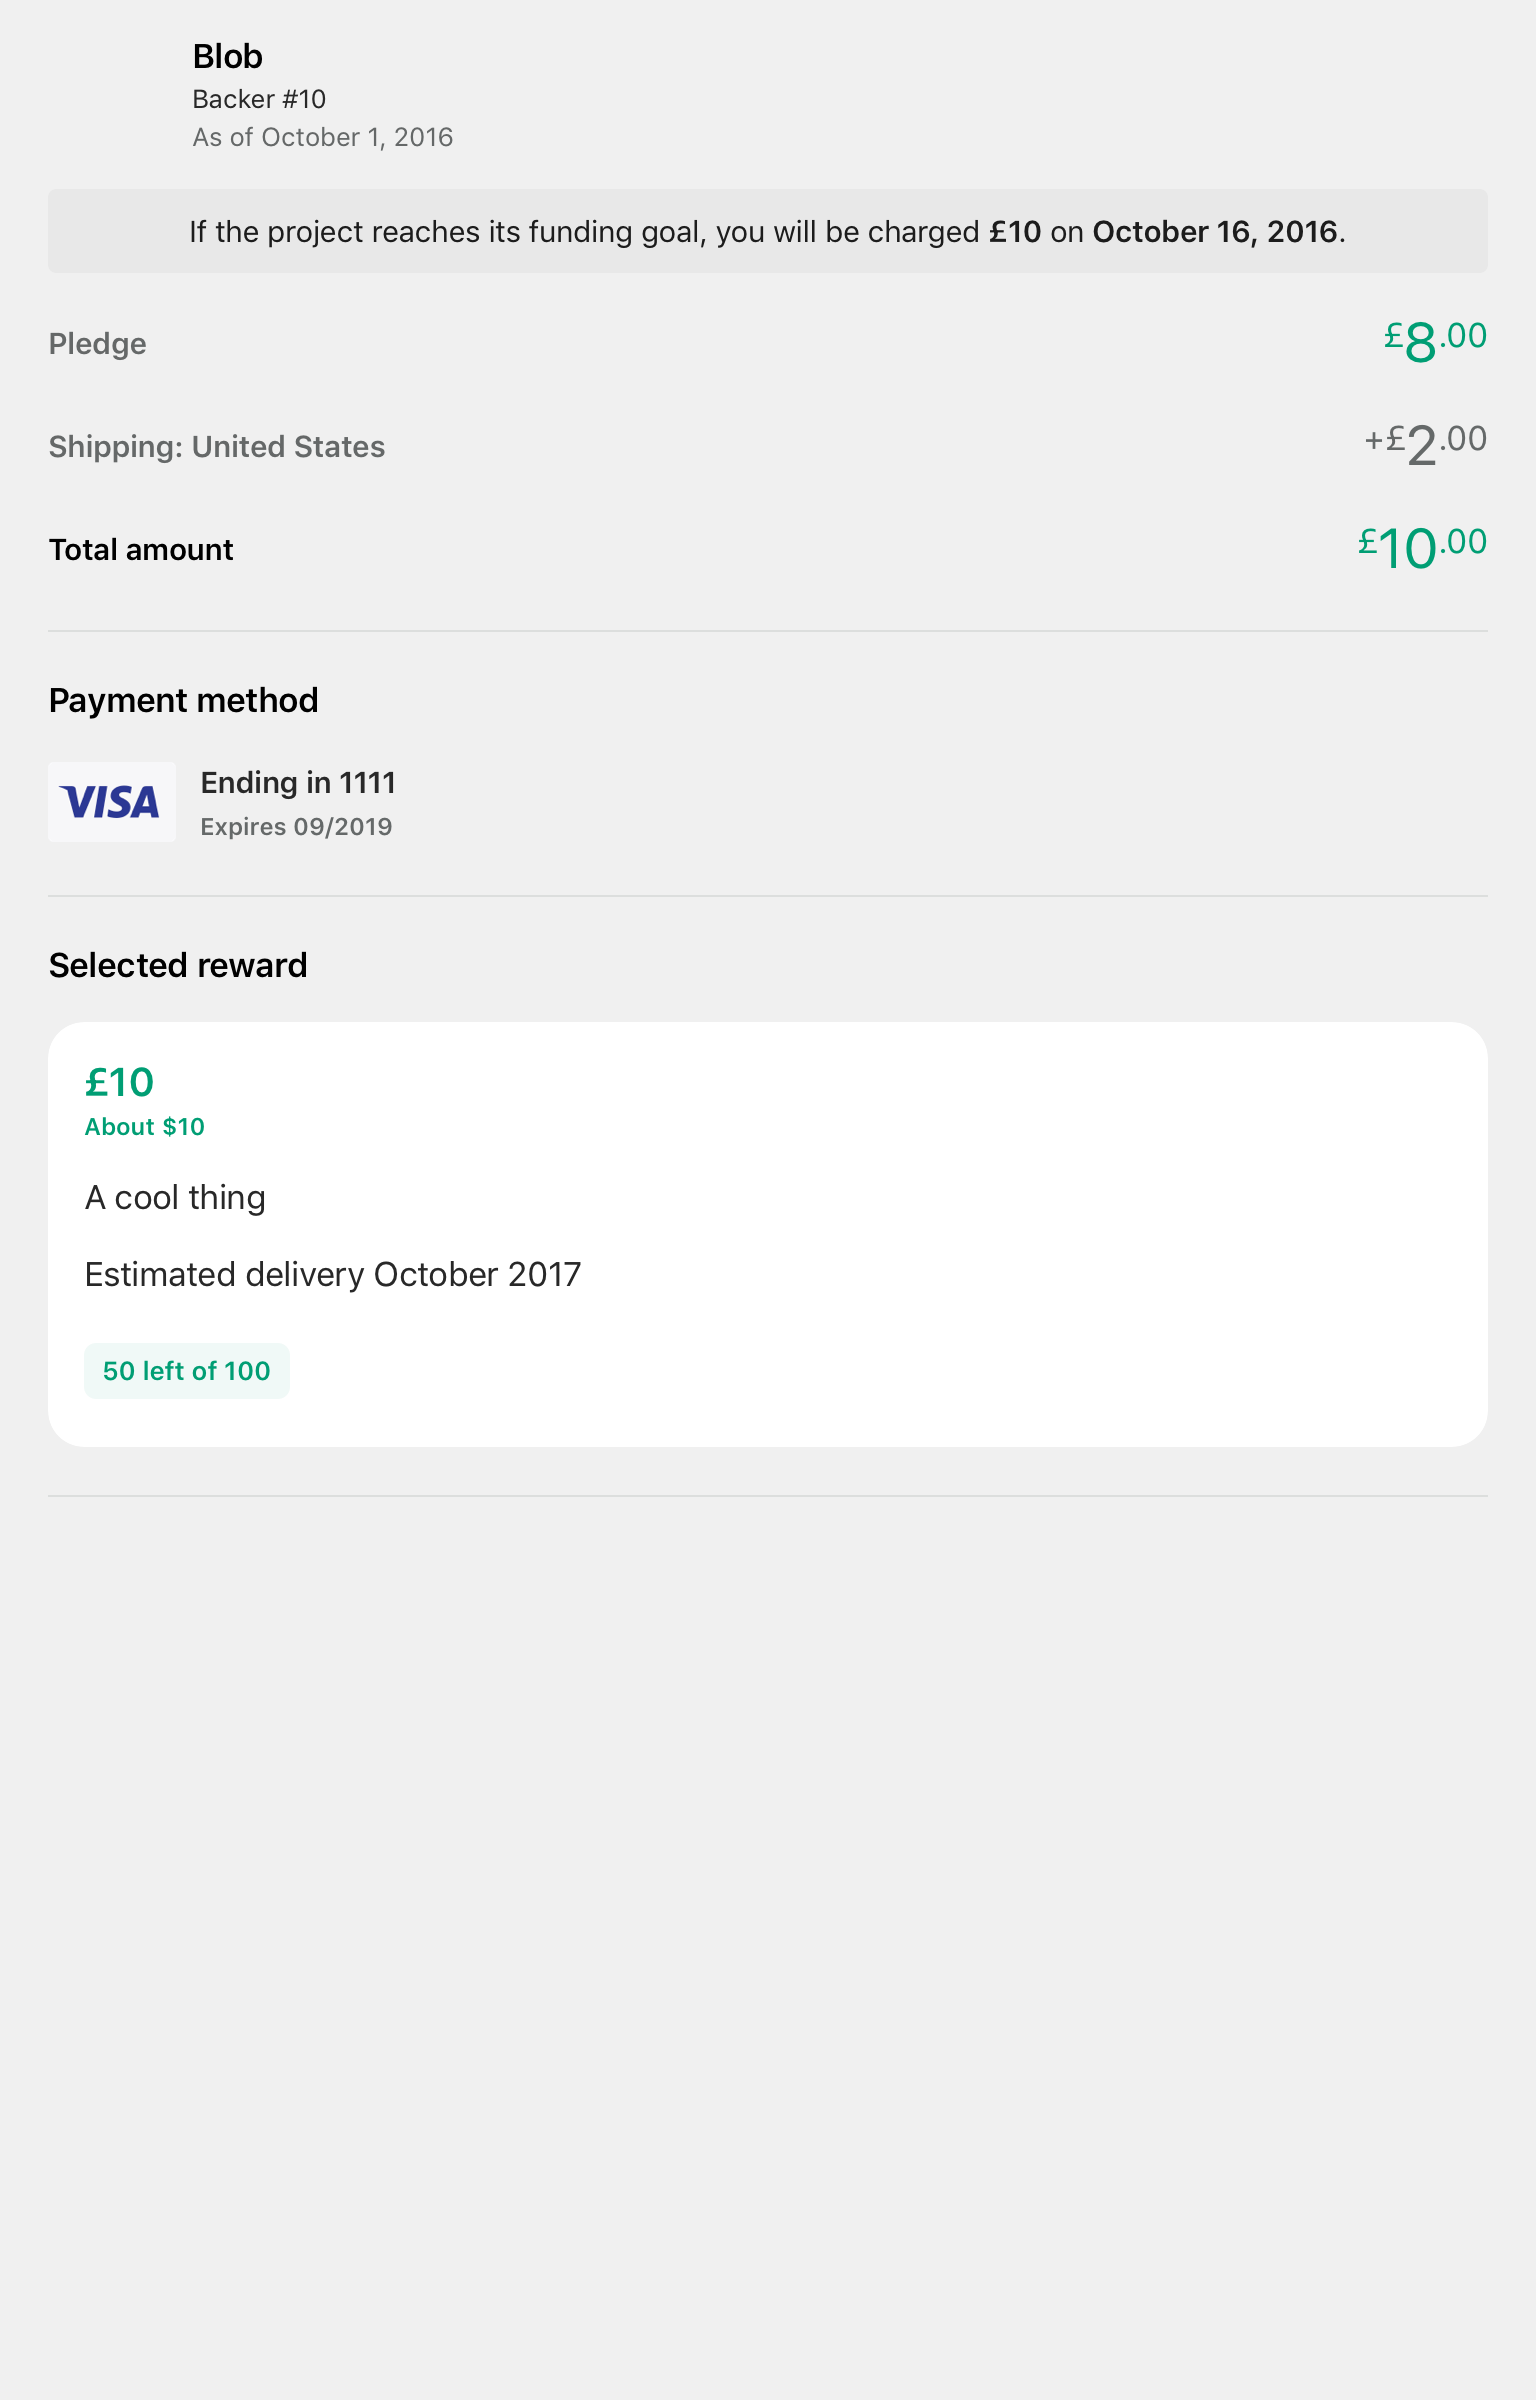 Blob
Backer #10
As of October 1, 2016
If the project reaches its funding goal, you will be charged £10 on October 16, 2016.
Pledge £8.00
Shipping: United States +£2.00
Total amount £10.00
Payment method
VISA
Ending in 1111
Expires 09/2019
Selected reward
£10
About $10
A cool thing
Estimated delivery October 2017
50 left of 100